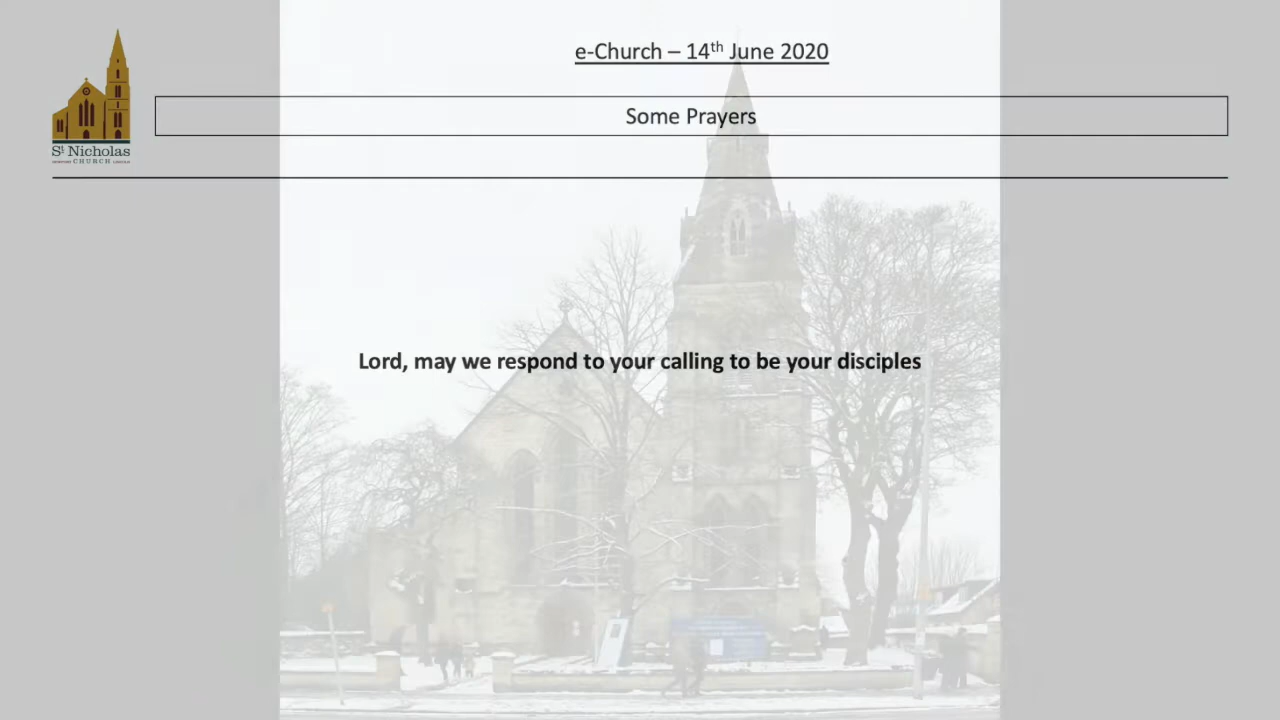 e-Church – 14th June 2020
Some Prayers
St Nicholas
CHURCH
Lord, may we respond to your calling to be your disciples